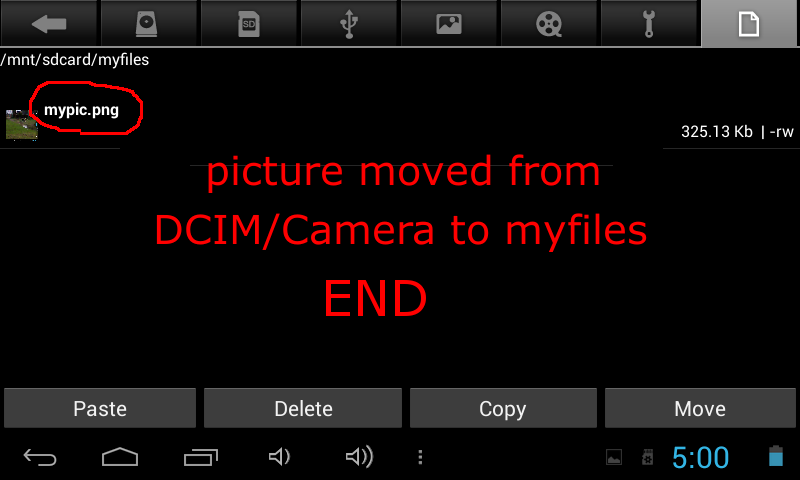 SD
/mnt/sdcard/myfiles
mypic.png
325.13 Kb | -rw
picture moved from
DCIM/Camera to myfiles
END
Paste Delete Copy Move
5:00